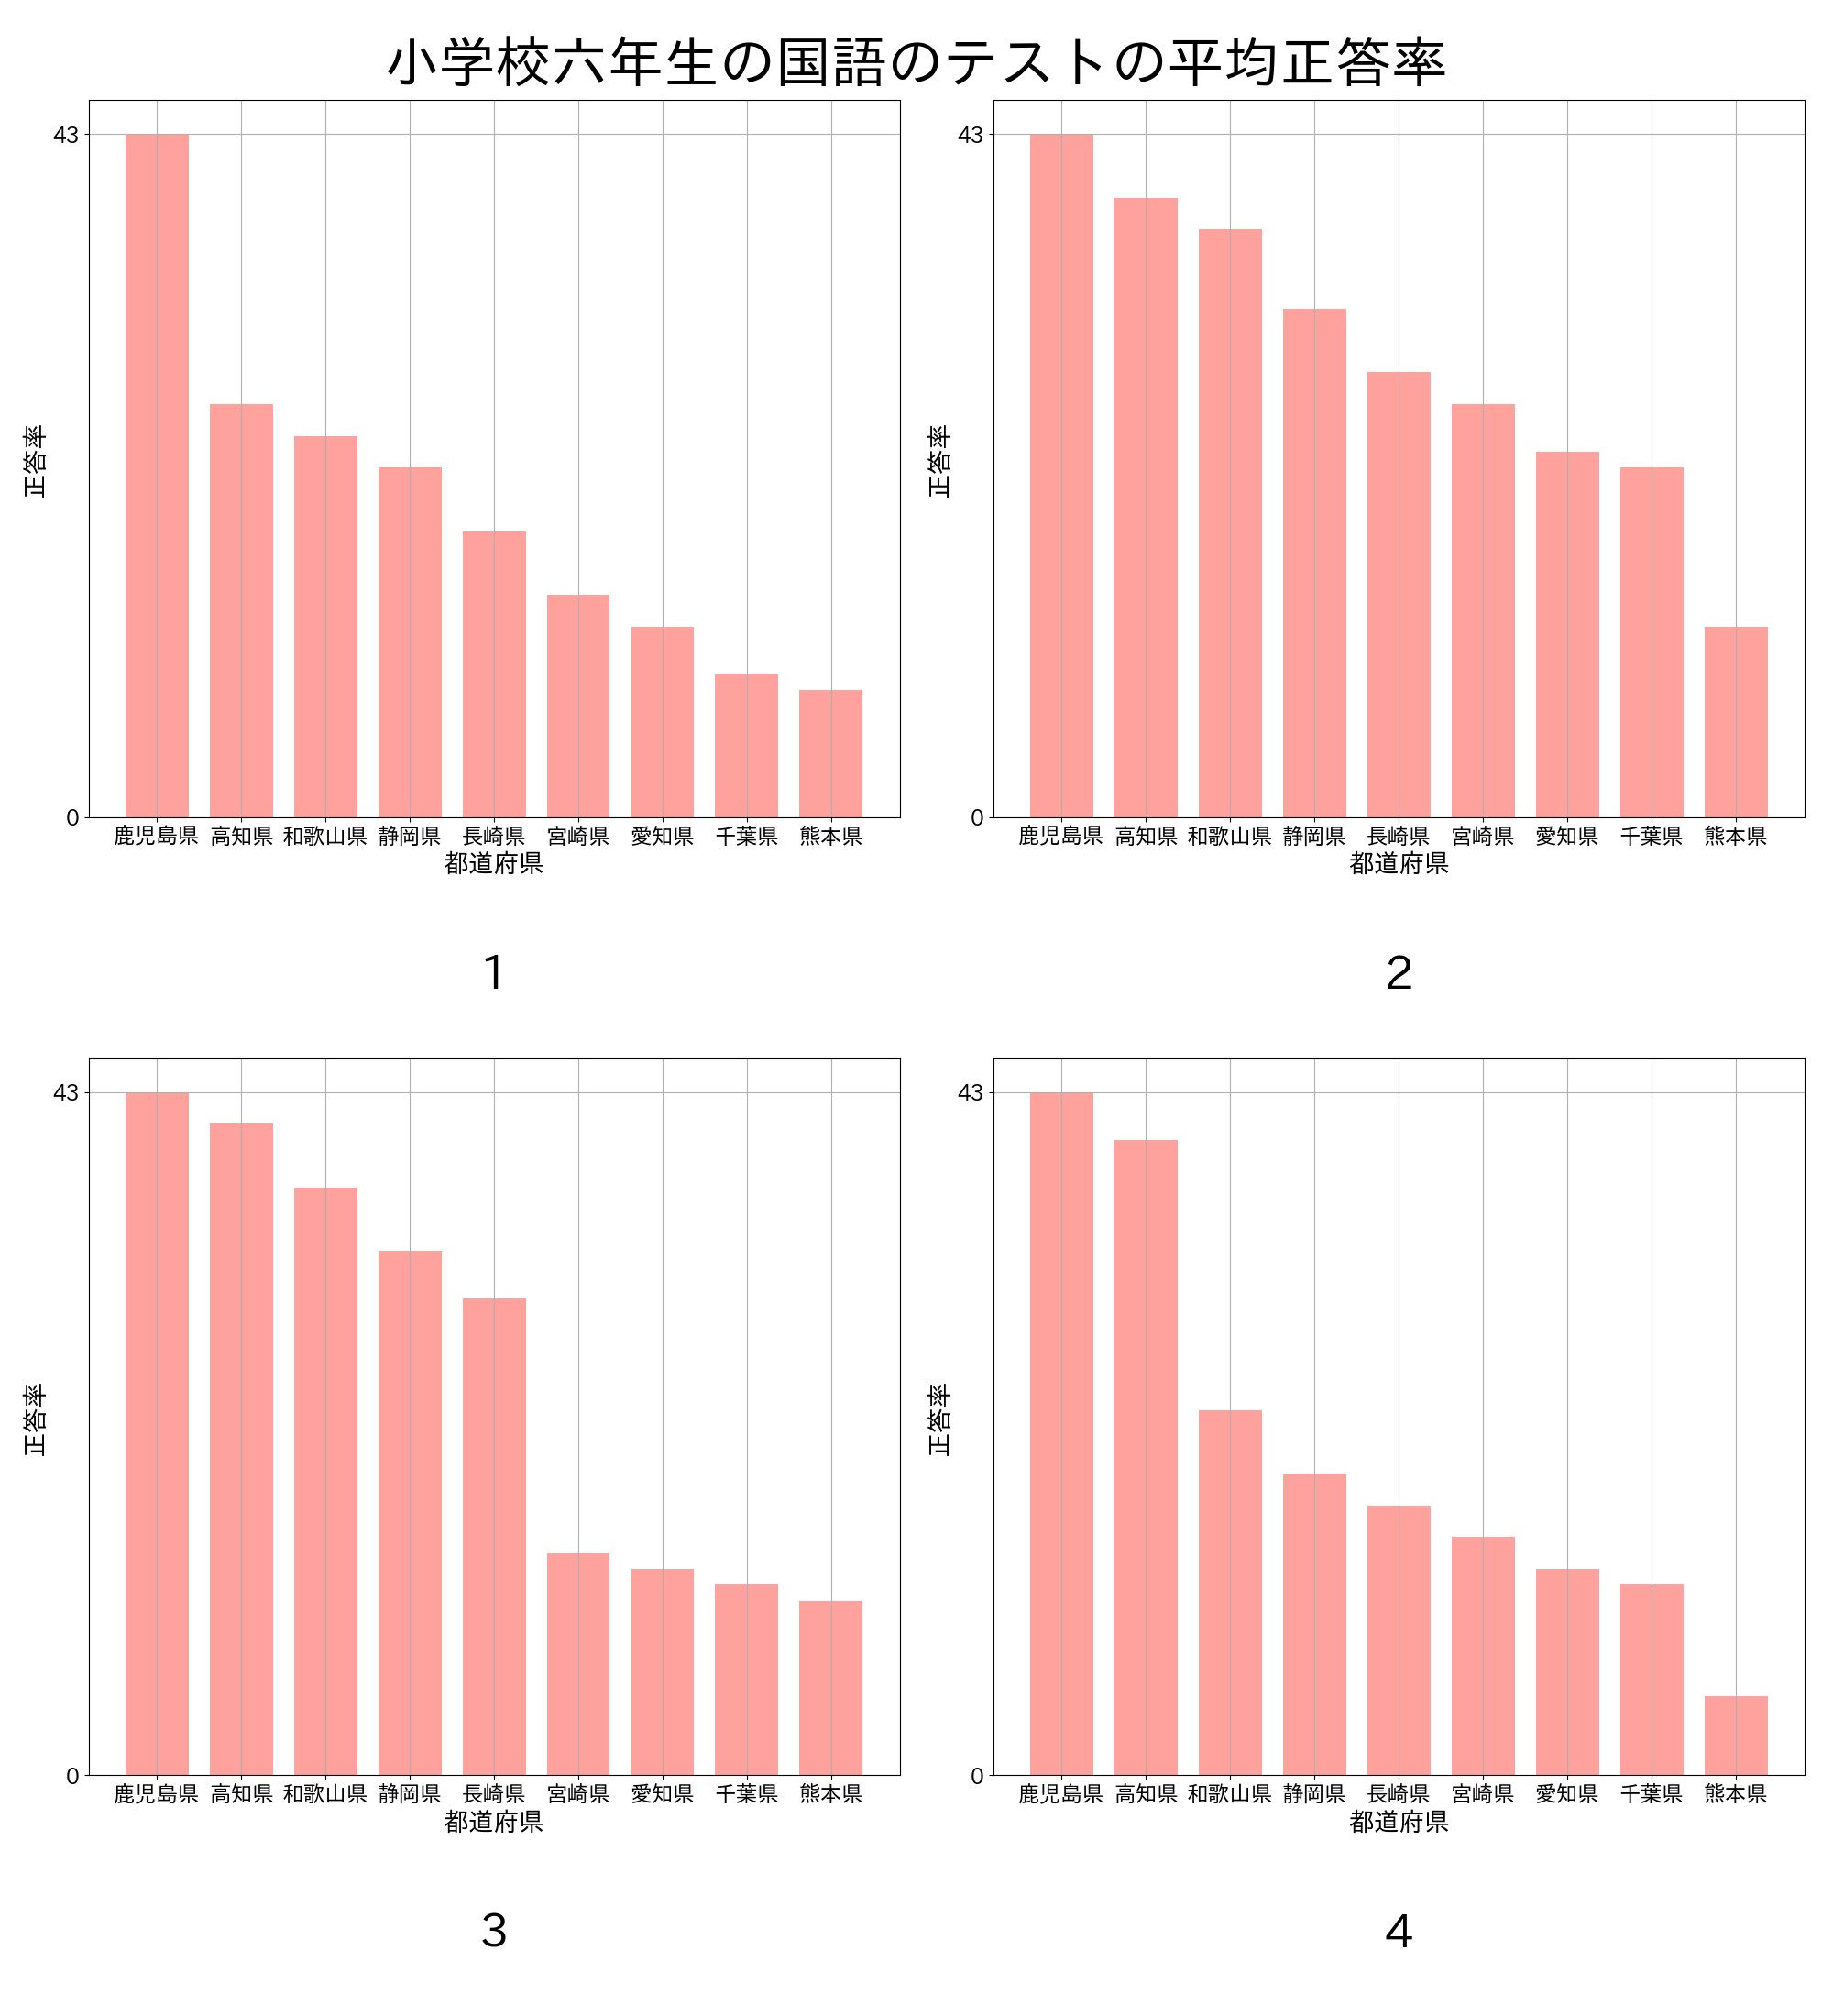 小学校六年生の国語のテストの平均正答率
43
0
正答率
鹿児島県 高知県 和歌山県 静岡県 長崎県 宮崎県 愛知県 千葉県 熊本県
都道府県
1
43
0
正答率
鹿児島県 高知県 和歌山県 静岡県 長崎県 宮崎県 愛知県 千葉県 熊本県
都道府県
2
43
0
正答率
鹿児島県 高知県 和歌山県 静岡県 長崎県 宮崎県 愛知県 千葉県 熊本県
都道府県
3
43
0
正答率
鹿児島県 高知県 和歌山県 静岡県 長崎県 宮崎県 愛知県 千葉県 熊本県
都道府県
4